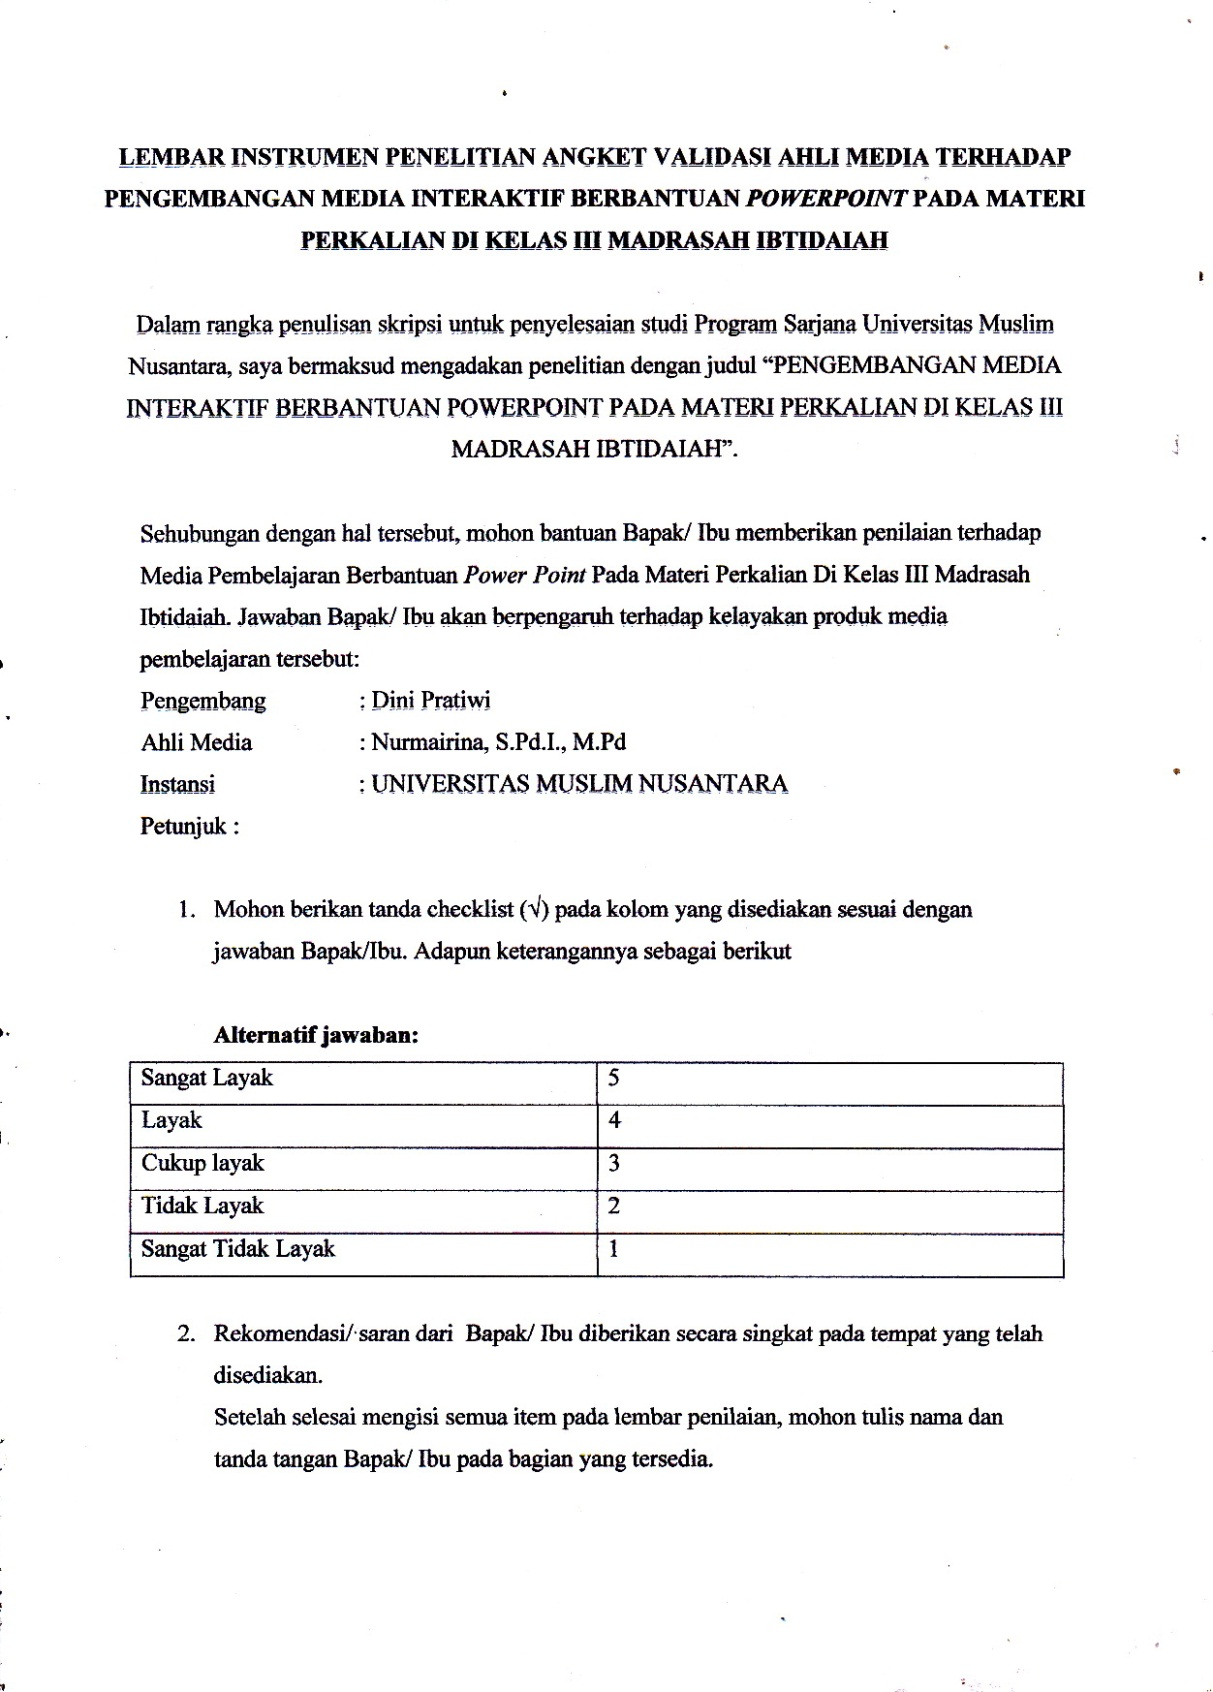 LEMBAR INSTRUMEN PENELITIAN ANGKET VALIDASI AHLI MEDIA TERHADAP
PENGEMBANGAN MEDIA INTERAKTIF BERBANTUAN POWERPOINT PADA MATERI
PERKALIAN DI KELAS III MADRASAH IBTIDAIAH
Dalam rangka penulisan skripsi untuk penyelesaian studi Program Sarjana Universitas Muslim
Nusantara, saya bermaksud mengadakan penelitian dengan judul “PENGEMBANGAN MEDIA
INTERAKTIF BERBANTUAN POWERPOINT PADA MATERI PERKALIAN DI KELAS III
MADRASAH IBTIDAIAH”.
Sehubungan dengan hal tersebut, mohon bantuan Bapak/ Ibu memberikan penilaian terhadap
Media Pembelajaran Berbantuan Power Point Pada Materi Perkalian Di Kelas III Madrasah
Ibtidaiah. Jawaban Bapak/ Ibu akan berpengaruh terhadap kelayakan produk media
pembelajaran tersebut:
Pengembang : Dini Pratiwi
Ahli Media : Nurmairina, S.Pd.I., M.Pd
Instansi : UNIVERSITAS MUSLIM NUSANTARA
Petunjuk :
1. Mohon berikan tanda checklist (√) pada kolom yang disediakan sesuai dengan
jawaban Bapak/Ibu. Adapun keterangannya sebagai berikut
Alternatif jawaban:
Sangat Layak 5
Layak 4
Cukup layak 3
Tidak Layak 2
Sangat Tidak Layak 1
2. Rekomendasi/ saran dari Bapak/ Ibu diberikan secara singkat pada tempat yang telah
disediakan.
Setelah selesai mengisi semua item pada lembar penilaian, mohon tulis nama dan
tanda tangan Bapak/ Ibu pada bagian yang tersedia.